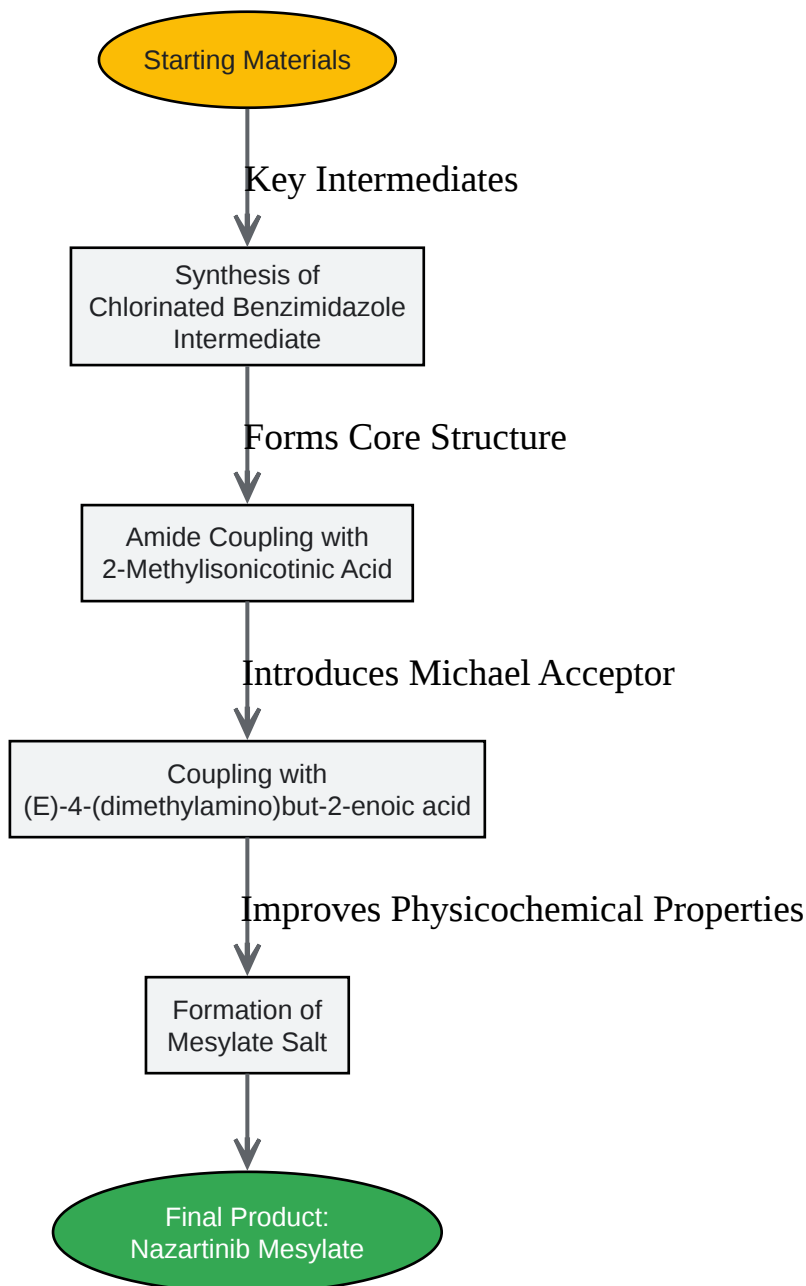 Starting Materials
Key Intermediates
Synthesis of
Chlorinated Benzimidazole
Intermediate
Forms Core Structure
Amide Coupling with
2-Methylisonicotinic Acid
Introduces Michael Acceptor
Coupling with
(E)-4-(dimethylamino)but-2-enoic acid
Improves Physicochemical Properties
Formation of
Mesylate Salt
Final Product:
Nazartinib Mesylate